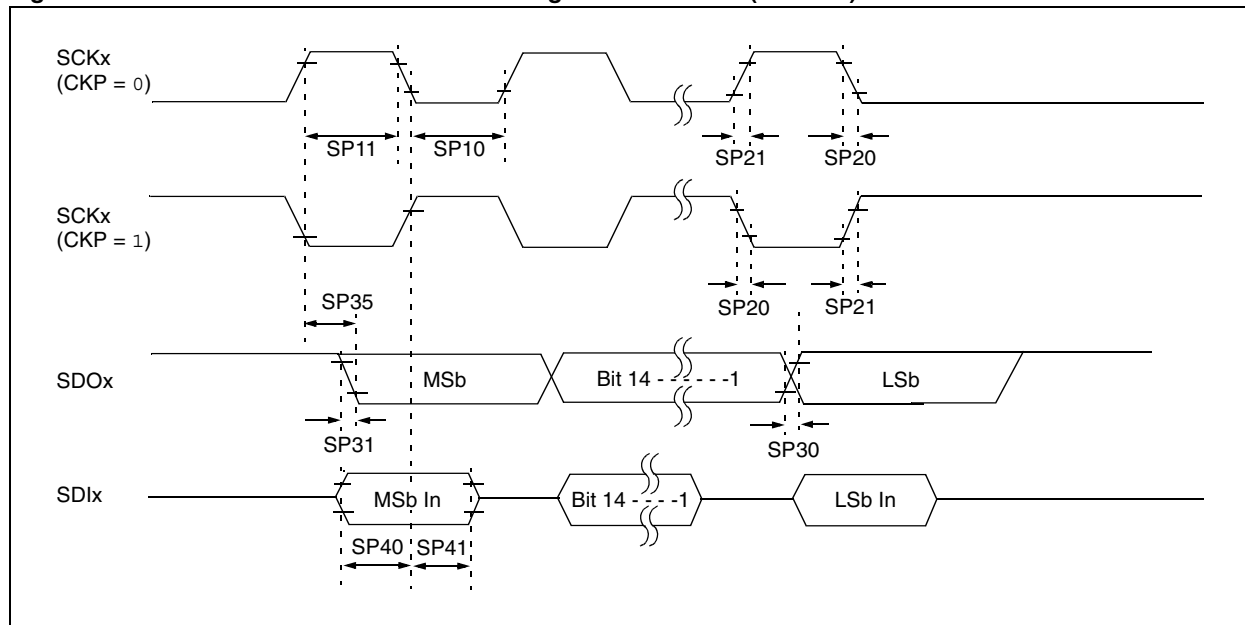 SCKx
(CKP = 0)
SP11 SP10 SP21 SP20
SCKx
(CKP = 1)
SP35 SP20 SP21
SDOx MSb Bit 14 - - - - - -1 LSb
SP31 SP30
SDIx MSb In Bit 14 - - - -1 LSb In
SP40 SP41